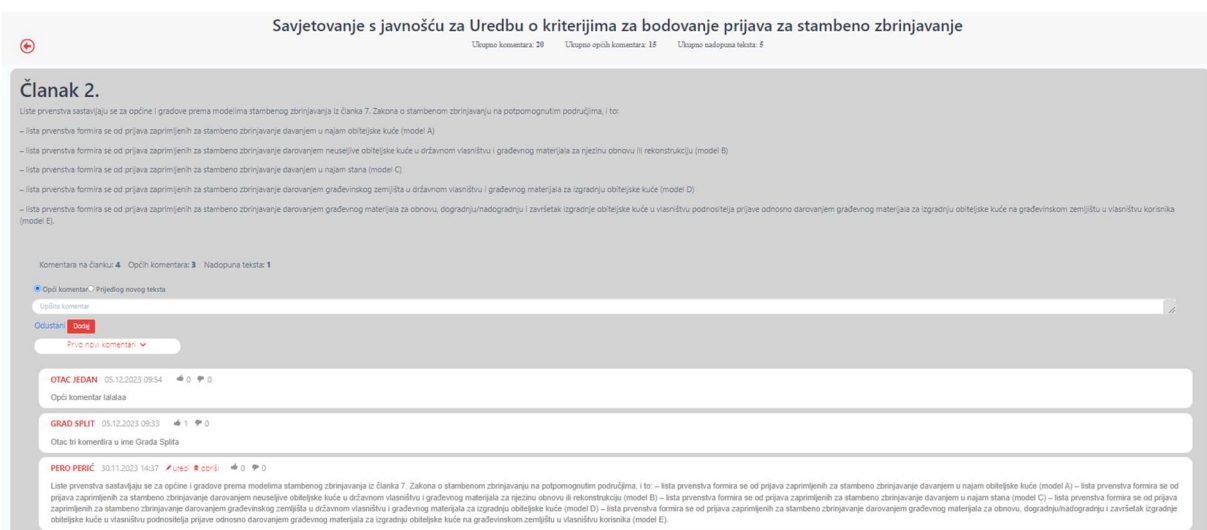 Savjetovanje s javnošću za Uredbu o kriterijima za bodovanje prijava za stambeno zbrinjavanje
Ukupno komentara: 20 Ukupno općih komentara: 15 Ukupno nadopuna teksta: 5
Članak 2.
Liste prvenstva sastavljaju se za općine i gradove prema modelima stambenog zbrinjavanja iz članka 7. Zakona o stambenom zbrinjavanju na potpomognutim područjima, i to:
– lista prvenstva formira se od prijava zaprimljenih za stambeno zbrinjavanje davanjem u najam obiteljske kuće (model A)
– lista prvenstva formira se od prijava zaprimljenih za stambeno zbrinjavanje darovanjem neuseljive obiteljske kuće u državnom vlasništvu i građevnog materijala za njezinu obnovu ili rekonstrukciju (model B)
– lista prvenstva formira se od prijava zaprimljenih za stambeno zbrinjavanje davanjem u najam stana (model C)
– lista prvenstva formira se od prijava zaprimljenih za stambeno zbrinjavanje darovanjem građevinskog zemljišta u državnom vlasništvu i građevnog materijala za izgradnju obiteljske kuće (model D)
– lista prvenstva formira se od prijava zaprimljenih za stambeno zbrinjavanje darovanjem građevnog materijala za obnovu, dogradnju/nadogradnju i završetak izgradnje obiteljske kuće u vlasništvu podnositelja prijave odnosno darovanjem građevnog materijala za izgradnju obiteljske kuće na građevinskom zemljištu u vlasništvu korisnika
(model E).
Komentara na članku: 4 Općih komentara: 3 Nadopuna teksta: 1
Opći komentar Prijedlog novog teksta
Upišite komentar
Odustani Dodaj
Prvo novi komentari
OTAC JEDAN 05.12.2023 09:54 0 0
Opći komentar lalalaa
GRAD SPLIT 05.12.2023 09:33 1 0
Otac tri komentira u ime Grada Splita
PERO PERIĆ 30.11.2023 14:37 uredi obriši 0 0
Liste prvenstva sastavljaju se za općine i gradove prema modelima stambenog zbrinjavanja iz članka 7. Zakona o stambenom zbrinjavanju na potpomognutim područjima, i to: – lista prvenstva formira se od prijava zaprimljenih za stambeno zbrinjavanje davanjem u najam obiteljske kuće (model A) – lista prvenstva formira se od
prijava zaprimljenih za stambeno zbrinjavanje darovanjem neuseljive obiteljske kuće u državnom vlasništvu i građevnog materijala za njezinu obnovu ili rekonstrukciju (model B) – lista prvenstva formira se od prijava zaprimljenih za stambeno zbrinjavanje davanjem u najam stana (model C) – lista prvenstva formira se od prijava
zaprimljenih za stambeno zbrinjavanje darovanjem građevinskog zemljišta u državnom vlasništvu i građevnog materijala za izgradnju obiteljske kuće (model D) – lista prvenstva formira se od prijava zaprimljenih za stambeno zbrinjavanje darovanjem građevnog materijala za obnovu, dogradnju/nadogradnju i završetak izgradnje
obiteljske kuće u vlasništvu podnositelja prijave odnosno darovanjem građevnog materijala za izgradnju obiteljske kuće na građevinskom zemljištu u vlasništvu korisnika (model E).